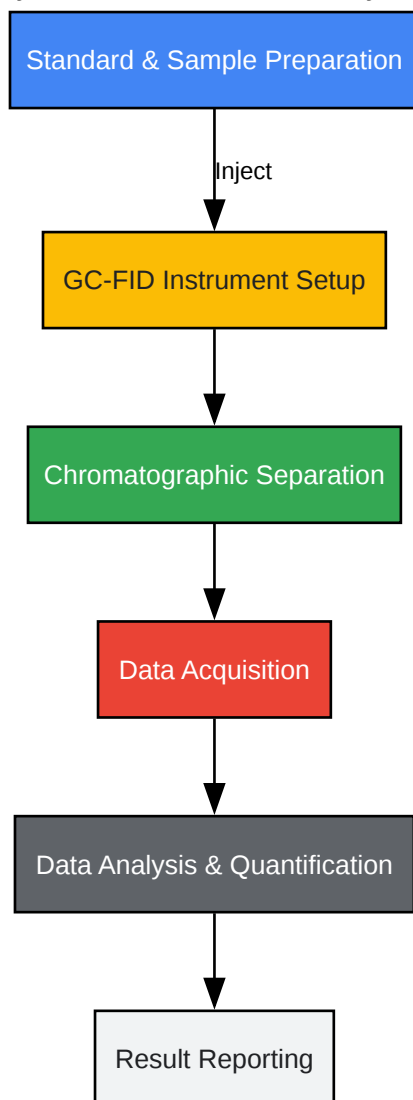 Standard & Sample Preparation
Inject
GC-FID Instrument Setup
Chromatographic Separation
Data Acquisition
Data Analysis & Quantification
Result Reporting